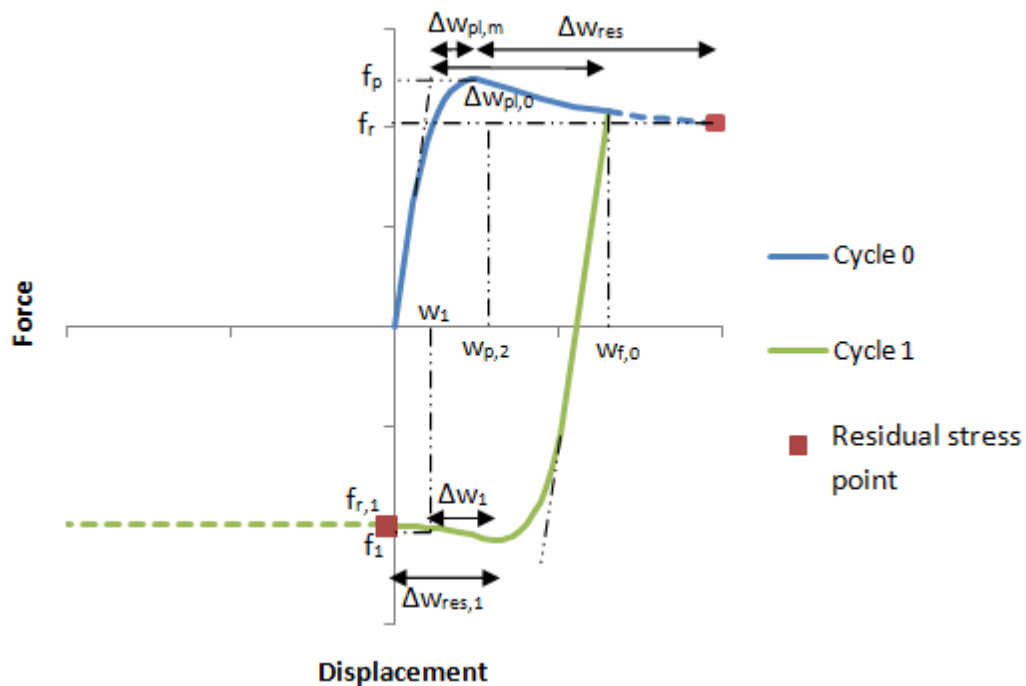 Δwpl,m
Δwres
fp
Δwpl,0
fr
Cycle 0
w1
wp,2
wf,0
Force
Cycle 1
Residual stress
point
fr,1
Δw1
f1
Δwres,1
Displacement